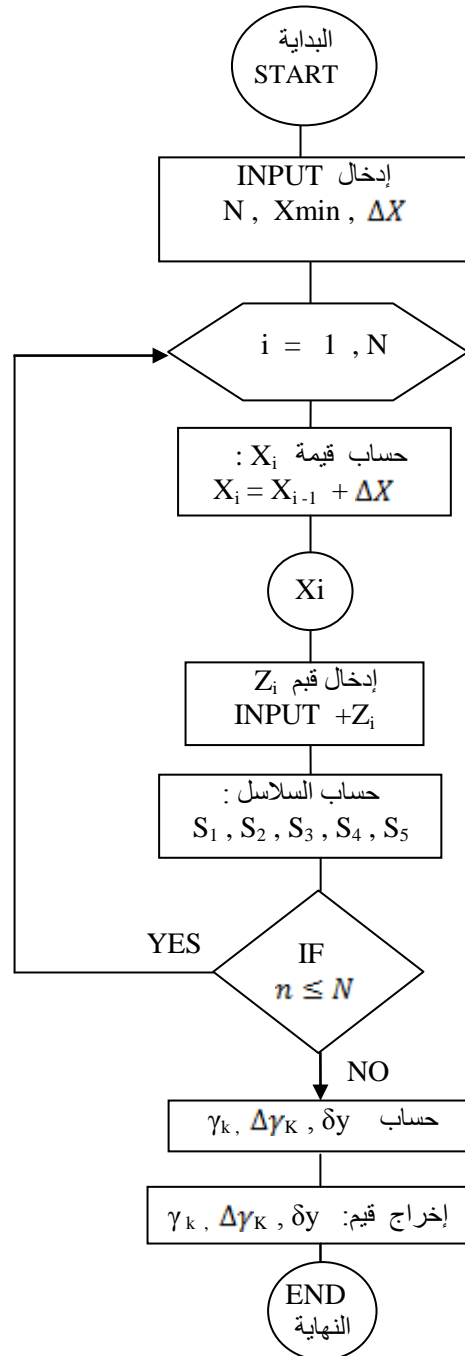 البداية
START
إدخال INPUT
N , Xmin , ΔX
i = 1 , N
حساب قيمة Xᵢ :
Xᵢ = Xᵢ₋₁ + ΔX
Xi
إدخال قبم Zᵢ
INPUT +Zᵢ
حساب السلاسل :
S₁ , S₂ , S₃ , S₄ , S₅
YES
IF
n ≤ N
NO
حساب γₖ , Δγ_K , δy
إخراج قيم: γₖ , Δγ_K , δy
END
النهاية